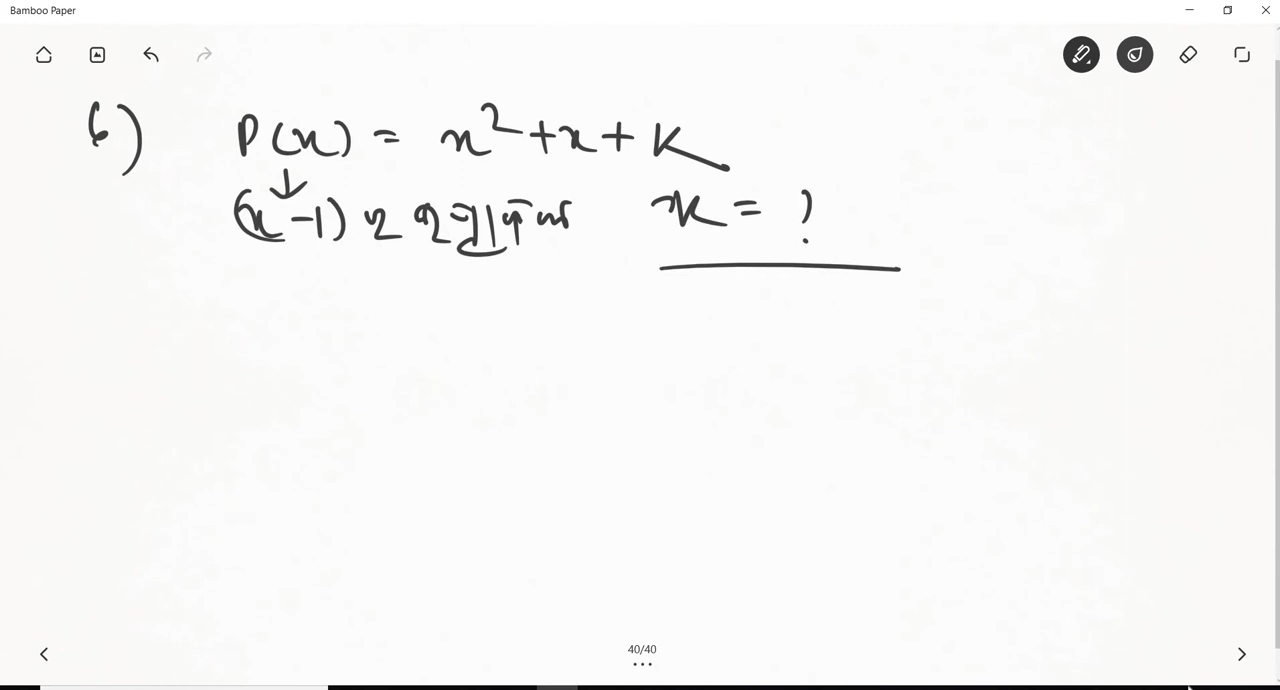 Bamboo Paper
6) P(x) = x²+x+K
(x-1)
K = ?
40/40